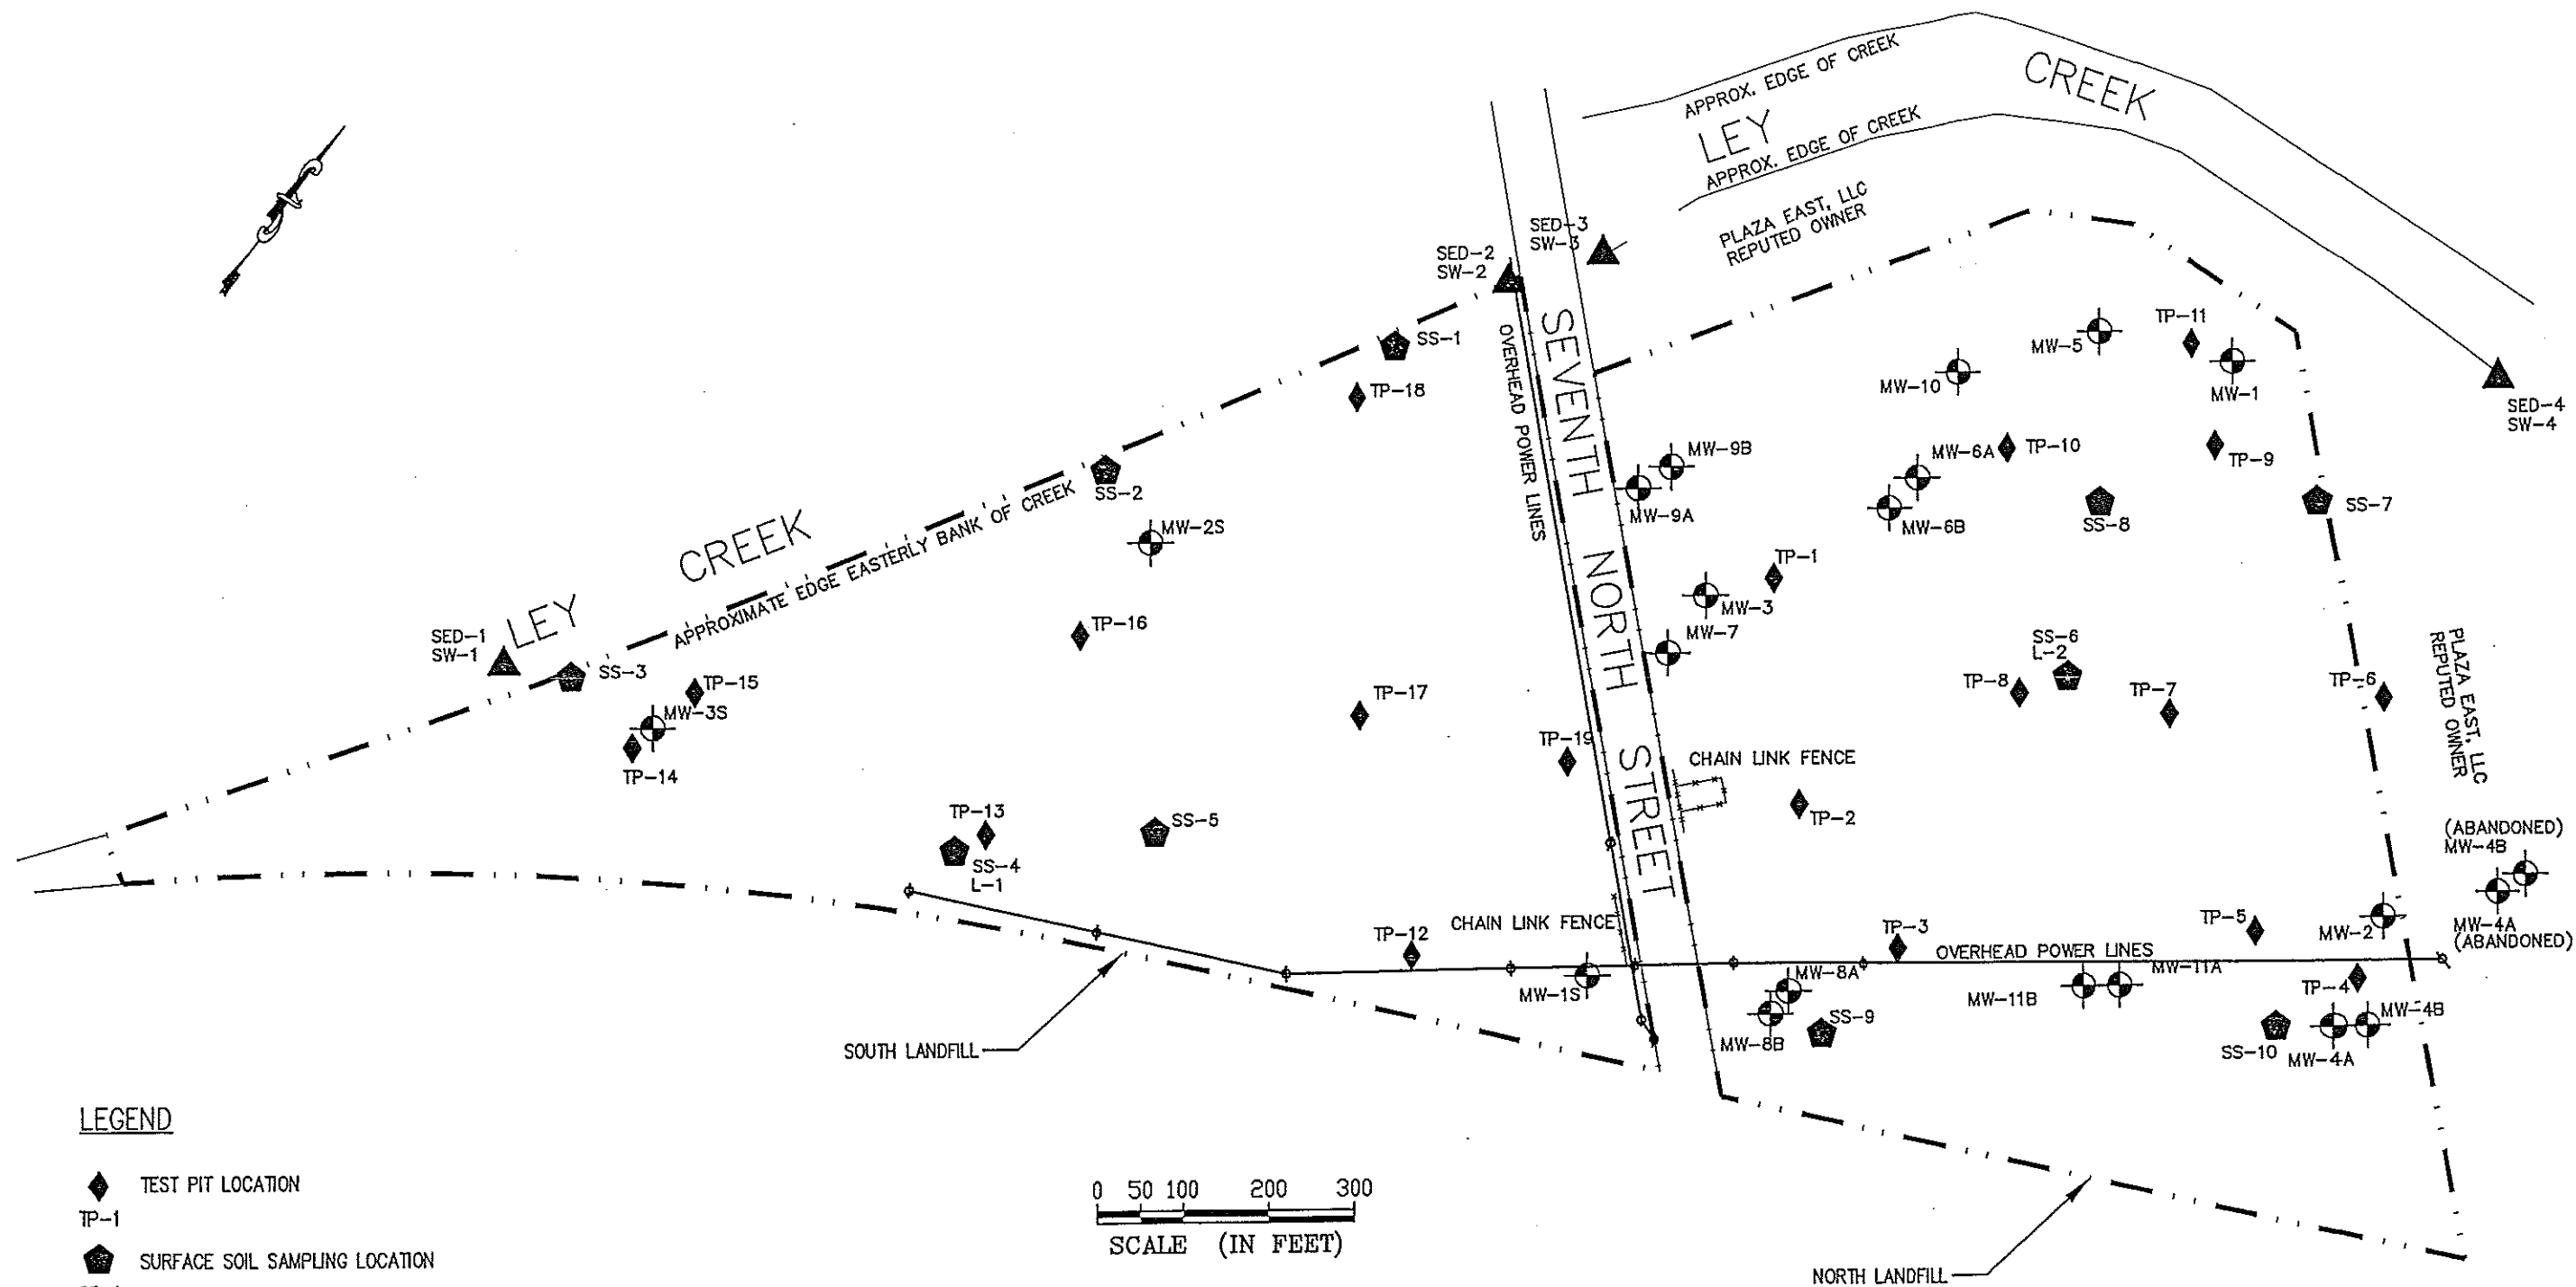 APPROX. EDGE OF CREEK
CREEK
LEY
APPROX. EDGE OF CREEK
PLAZA EAST, LLC
REPUTED OWNER
SED-3
SW-3
SED-2
SW-2
SS-1
OVERHEAD POWER LINES
SEVENTH NORTH STREET
TP-11
MW-5
MW-10
MW-1
SED-4
SW-4
TP-18
MW-9B
MW-6A
TP-10
TP-9
MW-9A
MW-6B
SS-8
SS-7
SS-2
MW-2S
CREEK
APPROXIMATE EDGE EASTERLY BANK OF CREEK
LEY
SED-1
SW-1
SS-3
TP-15
MW-3S
TP-14
TP-16
TP-17
TP-19
TP-1
MW-3
MW-7
SS-6
L-2
TP-8
TP-7
TP-6
PLAZA EAST, LLC
REPUTED OWNER
CHAIN LINK FENCE
TP-2
TP-13
SS-4
L-1
SS-5
(ABANDONED)
MW-4B
MW-4A
(ABANDONED)
TP-12
CHAIN LINK FENCE
TP-3
OVERHEAD POWER LINES
TP-5
MW-2
MW-1S
MW-8A
MW-8B
SS-9
MW-11B
MW-11A
TP-4
MW-4B
SS-10
MW-4A
SOUTH LANDFILL
LEGEND
TEST PIT LOCATION
TP-1
SURFACE SOIL SAMPLING LOCATION
0 50 100 200 300
SCALE (IN FEET)
NORTH LANDFILL